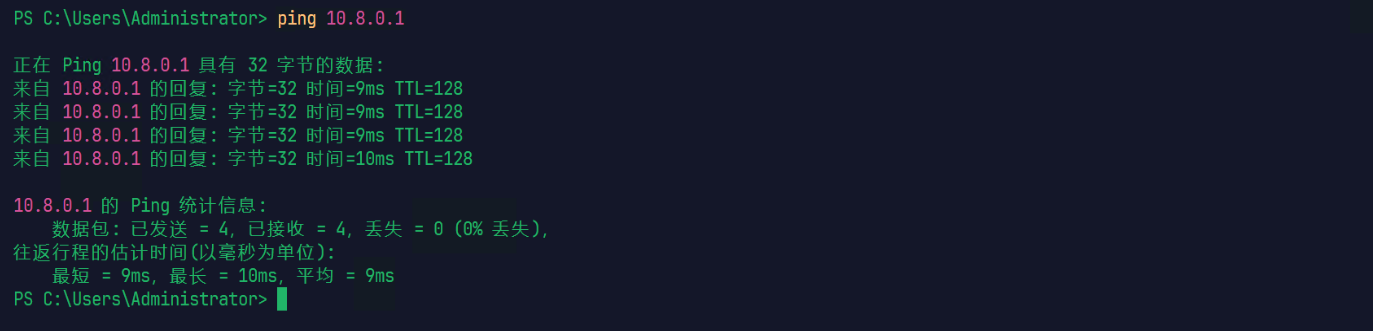 PS C:\Users\Administrator> ping 10.8.0.1
正在 Ping 10.8.0.1 具有 32 字节的数据:
来自 10.8.0.1 的回复: 字节=32 时间=9ms TTL=128
来自 10.8.0.1 的回复: 字节=32 时间=9ms TTL=128
来自 10.8.0.1 的回复: 字节=32 时间=9ms TTL=128
来自 10.8.0.1 的回复: 字节=32 时间=10ms TTL=128
10.8.0.1 的 Ping 统计信息:
数据包: 已发送 = 4, 已接收 = 4, 丢失 = 0 (0% 丢失),
往返行程的估计时间(以毫秒为单位):
最短 = 9ms, 最长 = 10ms, 平均 = 9ms
PS C:\Users\Administrator>